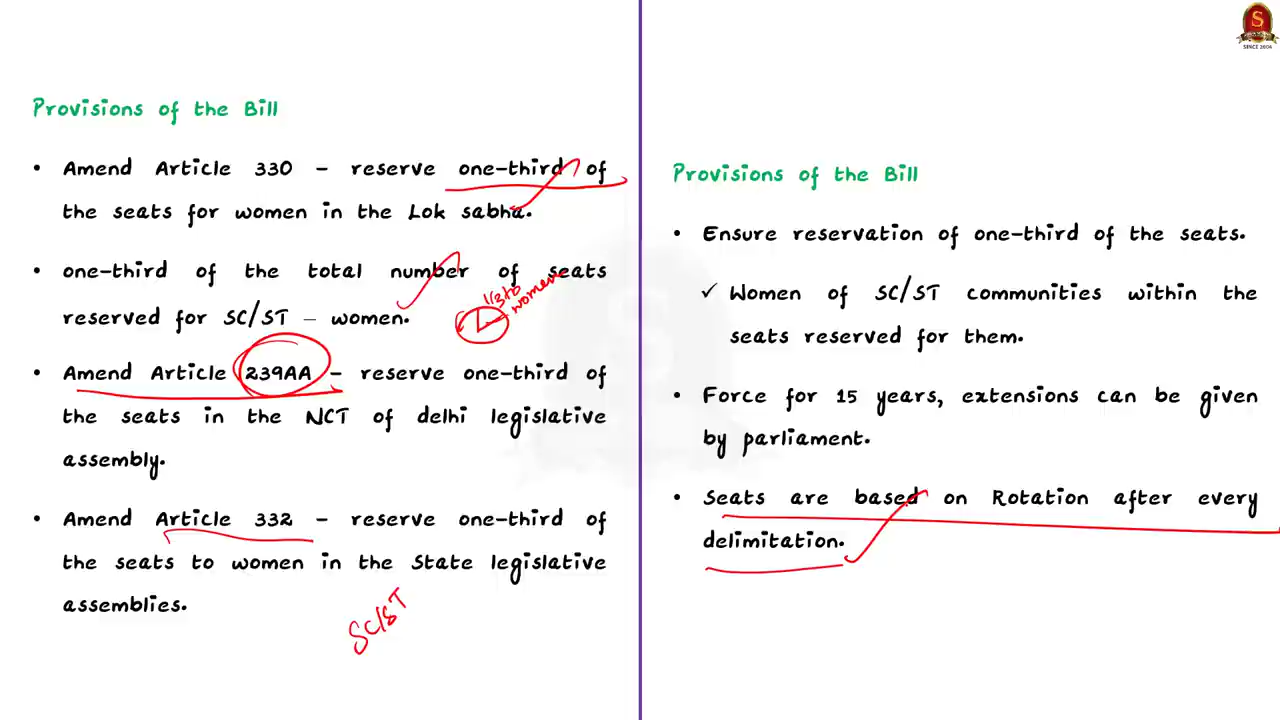 Provisions of the Bill
• Amend Article 330 – reserve one-third of
the seats for women in the Lok sabha.
• one-third of the total number of seats
reserved for SC/ST – women.
1/3 to
women
• Amend Article 239AA – reserve one-third of
the seats in the NCT of delhi legislative
assembly.
• Amend Article 332 – reserve one-third of
the seats to women in the State legislative
assemblies.
SC/ST
Provisions of the Bill
• Ensure reservation of one-third of the seats.
✓ Women of SC/ST communities within the
seats reserved for them.
• Force for 15 years, extensions can be given
by parliament.
• Seats are based on Rotation after every
delimitation.
S
SINCE 2004